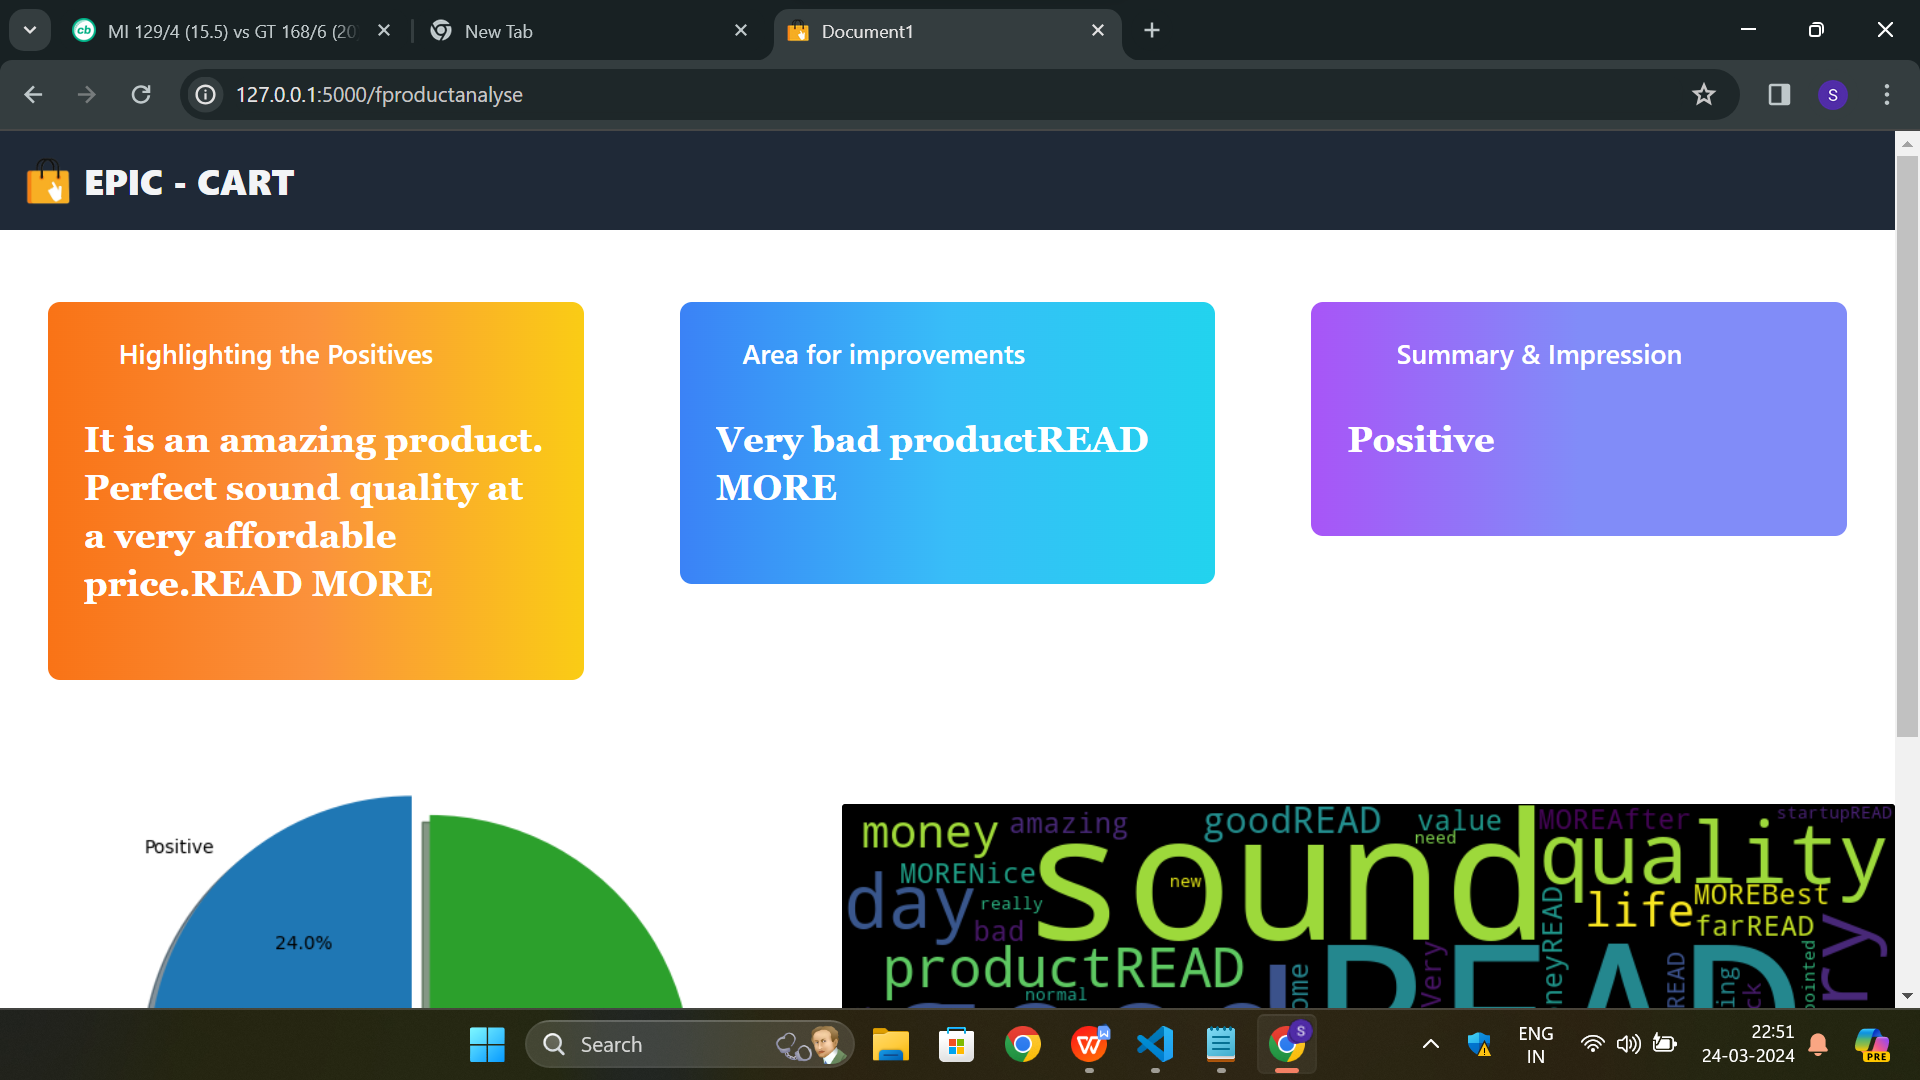 MI 129/4 (15.5) vs GT 168/6 (20
New Tab
Document1
127.0.0.1:5000/fproductanalyse
S
EPIC - CART
Highlighting the Positives
It is an amazing product.
Perfect sound quality at
a very affordable
price.READ MORE
Area for improvements
Very bad productREAD
MORE
Summary & Impression
Positive
Positive
24.0%
money
amazing
goodREAD
value
need
MOREAfter
startupREAD
sound
quality
MORENice
new
day
really
life
MOREBest
bad
farREAD
productREAD
normal
Very
READ
Search
ENG
IN
22:51
24-03-2024
PRE